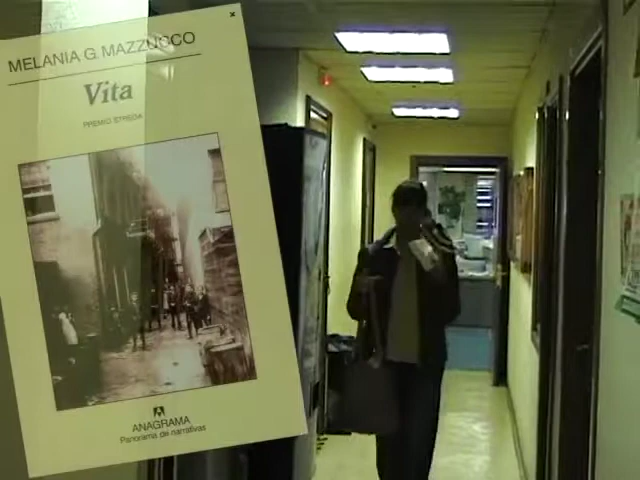 MELANIA G. MAZZUCCO
Vita
PREMIO STREGA
ANAGRAMA
Panorama de narrativas